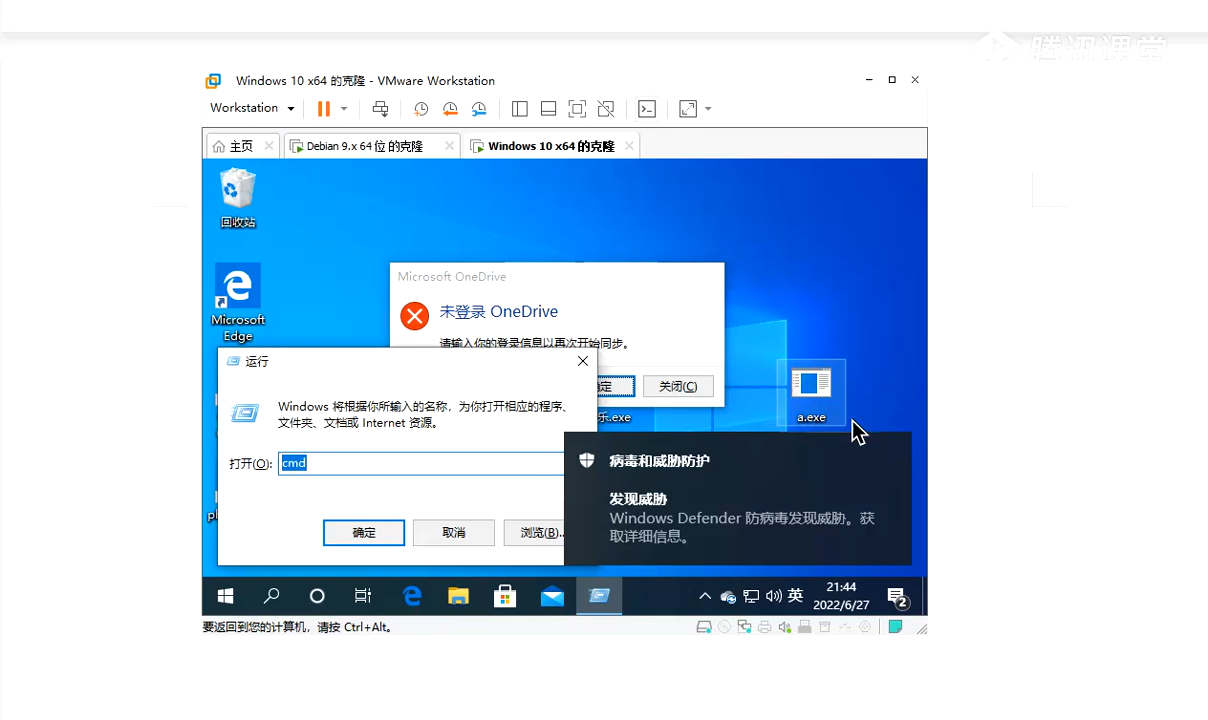 腾讯课堂
Windows 10 x64 的克隆 - VMware Workstation
Workstation
主页
Debian 9.x 64 位 的克隆
Windows 10 x64 的克隆
回收站
Microsoft OneDrive
未登录 OneDrive
请输入你的登录信息以再次开始同步。
Microsoft
Edge
运行
定
关闭(C)
Windows 将根据你所输入的名称，为你打开相应的程序、
文件夹、文档或 Internet 资源。
乐.exe
a.exe
打开(O):
cmd
病毒和威胁防护
发现威胁
Windows Defender 防病毒发现威胁。获
取详细信息。
确定
取消
浏览(B)..
英
21:44
2022/6/27
2
要返回到您的计算机，请按 Ctrl+Alt。